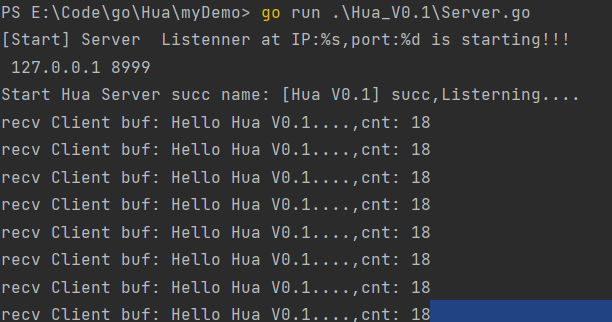 PS E:\Code\go\Hua\myDemo> go run .\Hua_V0.1\Server.go
[Start] Server  Listenner at IP:%s,port:%d is starting!!!
 127.0.0.1 8999
Start Hua Server succ name: [Hua V0.1] succ,Listerning....
recv Client buf: Hello Hua V0.1....,cnt: 18
recv Client buf: Hello Hua V0.1....,cnt: 18
recv Client buf: Hello Hua V0.1....,cnt: 18
recv Client buf: Hello Hua V0.1....,cnt: 18
recv Client buf: Hello Hua V0.1....,cnt: 18
recv Client buf: Hello Hua V0.1....,cnt: 18
recv Client buf: Hello Hua V0.1....,cnt: 18
recv Client buf: Hello Hua V0.1....,cnt: 18